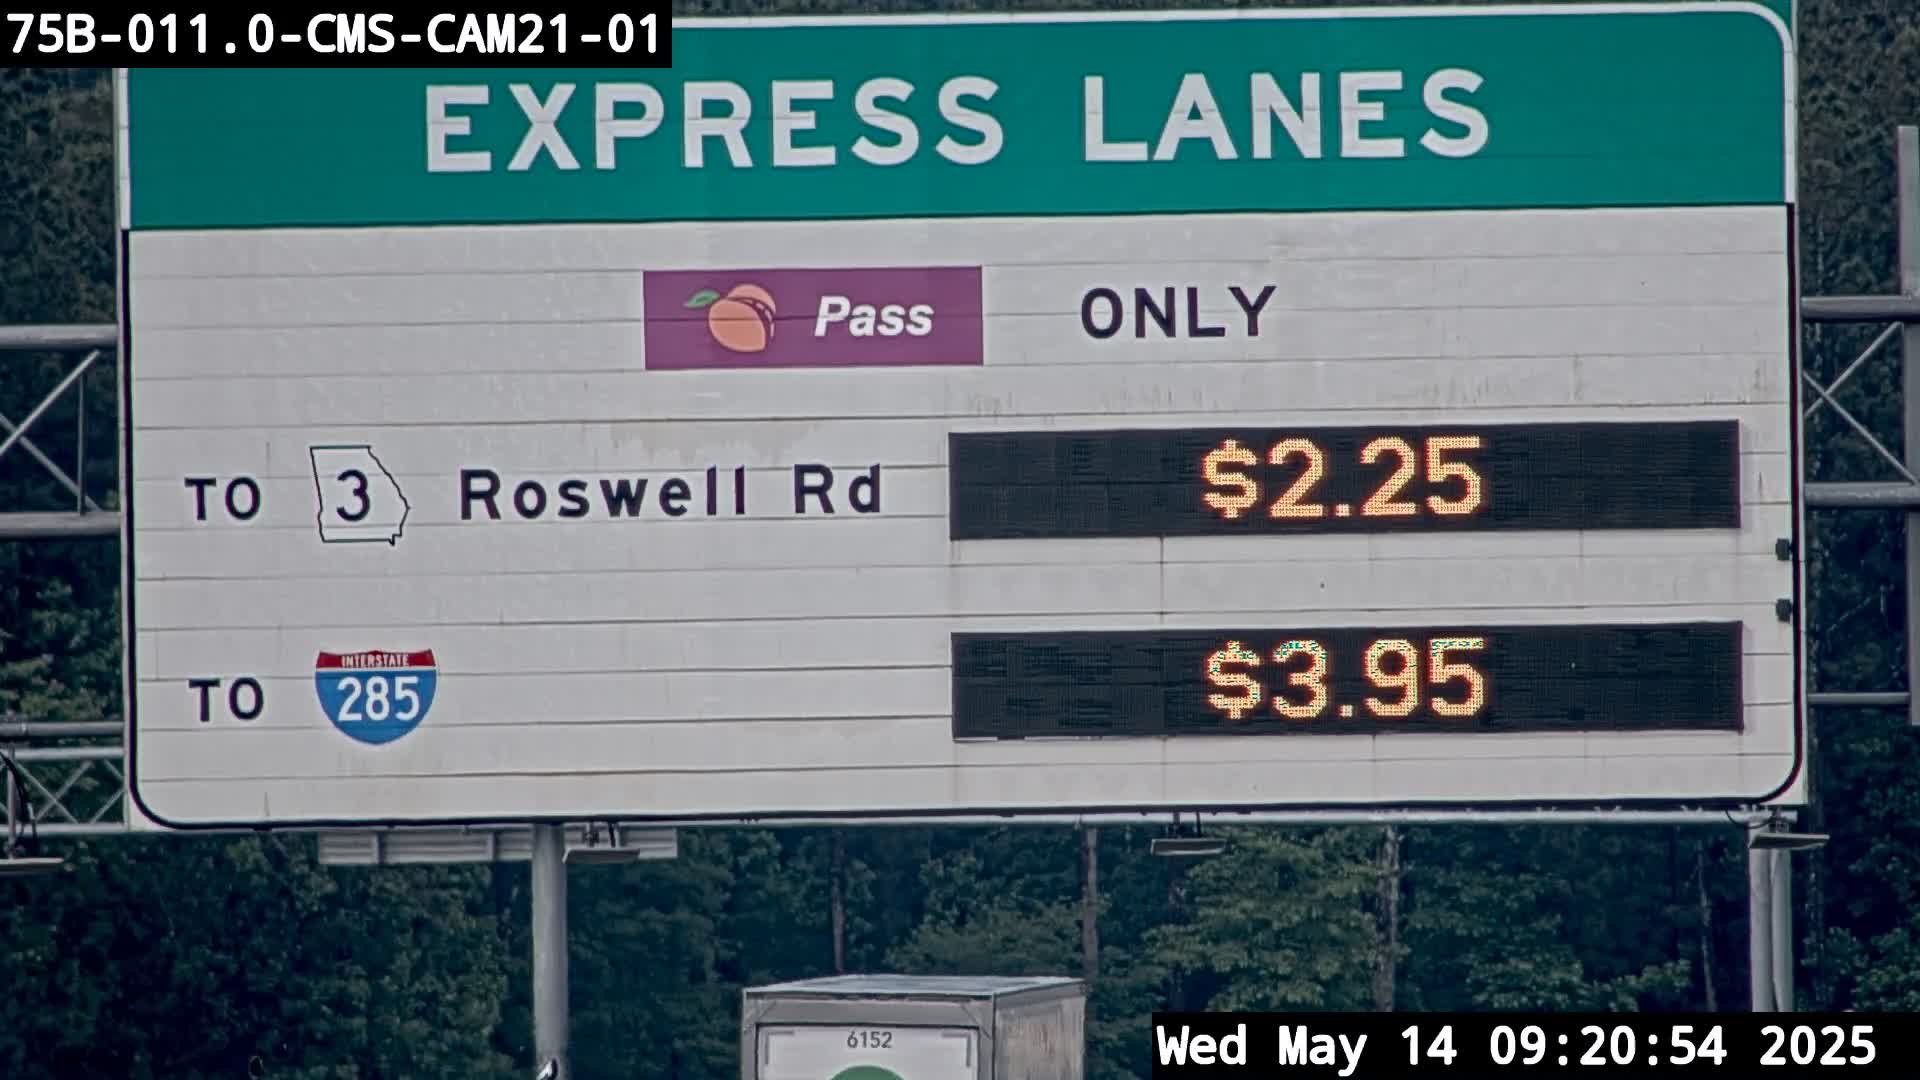 75B-011.0-CMS-CAM21-01
EXPRESS LANES
Pass ONLY
TO 3 Roswell Rd $2.25
TO INTERSTATE 285 $3.95
6152
Wed May 14 09:20:54 2025